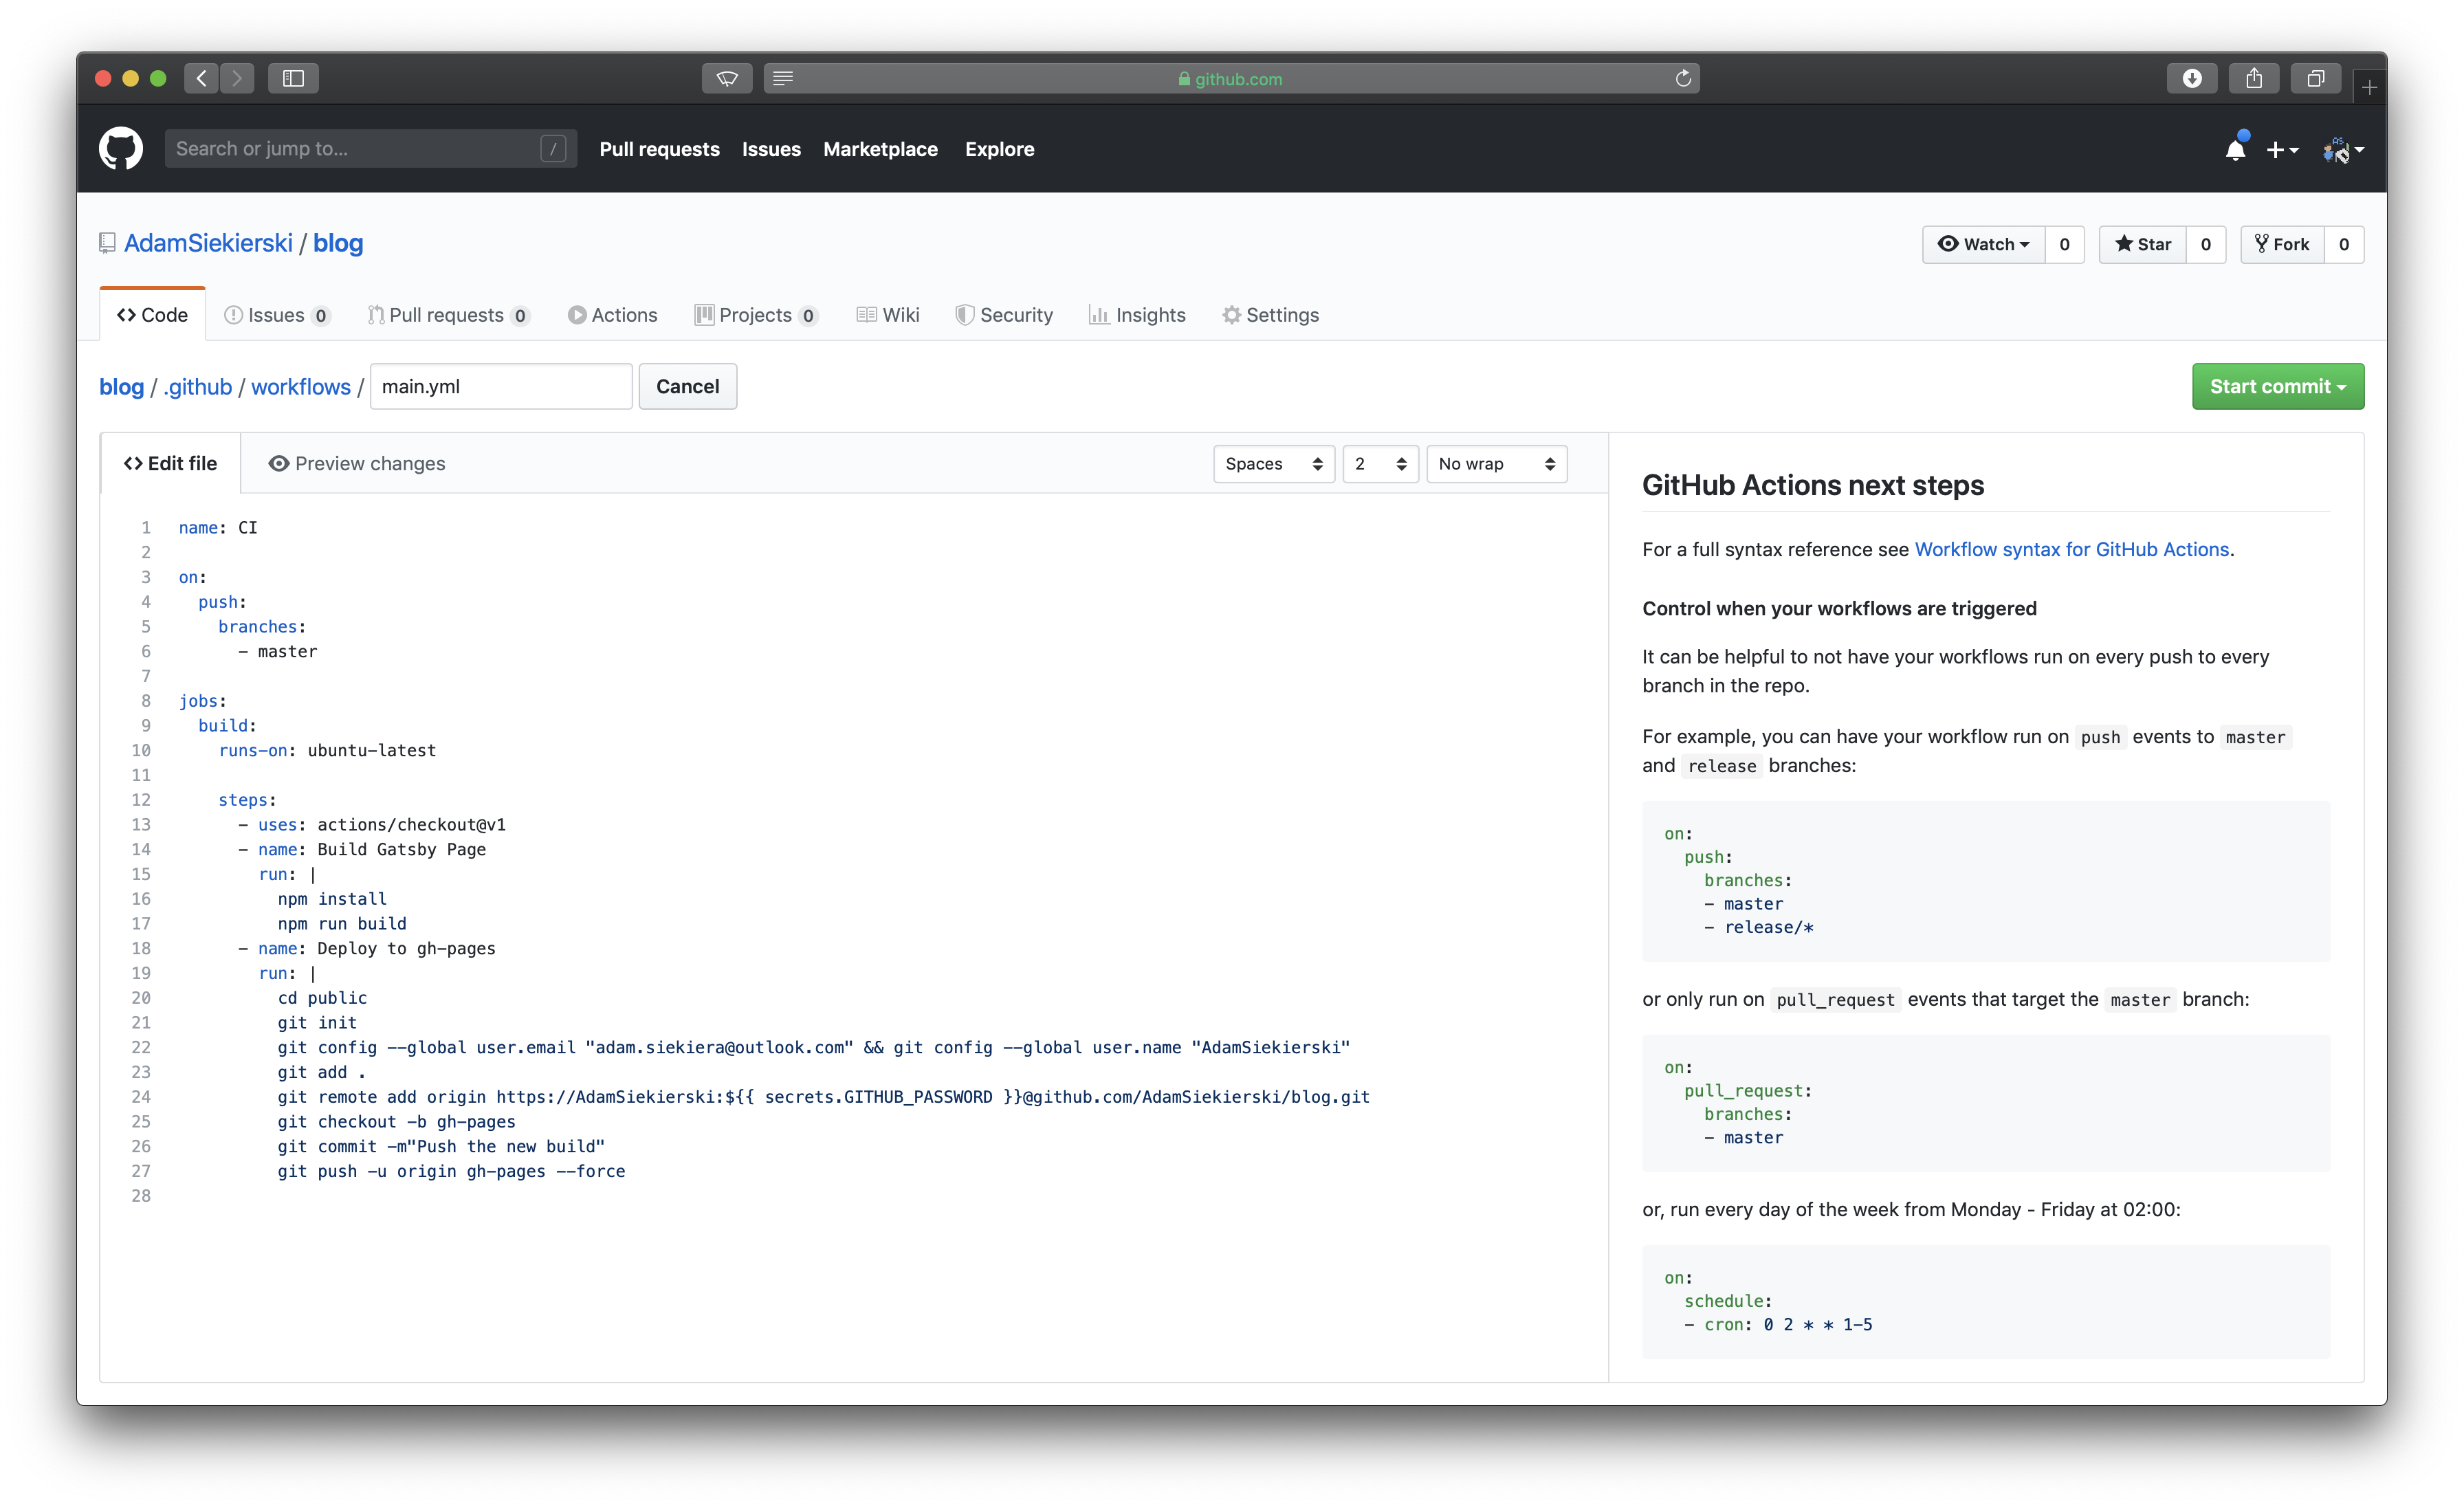 github.com
Search or jump to... /
Pull requests Issues Marketplace Explore
AdamSiekierski / blog
Watch 0 Star 0 Fork 0
Code Issues 0 Pull requests 0 Actions Projects 0 Wiki Security Insights Settings
blog / .github / workflows / main.yml Cancel Start commit
Edit file Preview changes Spaces 2 No wrap
1 name: CI
2
3 on:
4 push:
5 branches:
6 - master
7
8 jobs:
9 build:
10 runs-on: ubuntu-latest
11
12 steps:
13 - uses: actions/checkout@v1
14 - name: Build Gatsby Page
15 run: |
16 npm install
17 npm run build
18 - name: Deploy to gh-pages
19 run: |
20 cd public
21 git init
22 git config --global user.email "adam.siekiera@outlook.com" && git config --global user.name "AdamSiekierski"
23 git add .
24 git remote add origin https://AdamSiekierski:${{ secrets.GITHUB_PASSWORD }}@github.com/AdamSiekierski/blog.git
25 git checkout -b gh-pages
26 git commit -m"Push the new build"
27 git push -u origin gh-pages --force
28
GitHub Actions next steps
For a full syntax reference see Workflow syntax for GitHub Actions.
Control when your workflows are triggered
It can be helpful to not have your workflows run on every push to every
branch in the repo.
For example, you can have your workflow run on push events to master
and release branches:
on:
push:
branches:
- master
- release/*
or only run on pull_request events that target the master branch:
on:
pull_request:
branches:
- master
or, run every day of the week from Monday - Friday at 02:00:
on:
schedule:
- cron: 0 2 * * 1-5